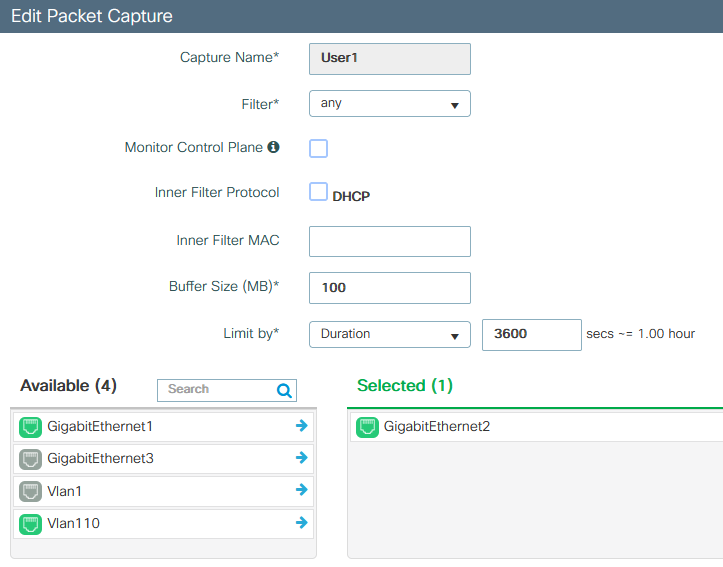 Edit Packet Capture
Capture Name* User1
Filter* any
Monitor Control Plane
Inner Filter Protocol DHCP
Inner Filter MAC
Buffer Size (MB)* 100
Limit by* Duration 3600 secs ~= 1.00 hour
Available (4) Search Selected (1)
GigabitEthernet1 GigabitEthernet2
GigabitEthernet3
Vlan1
Vlan110